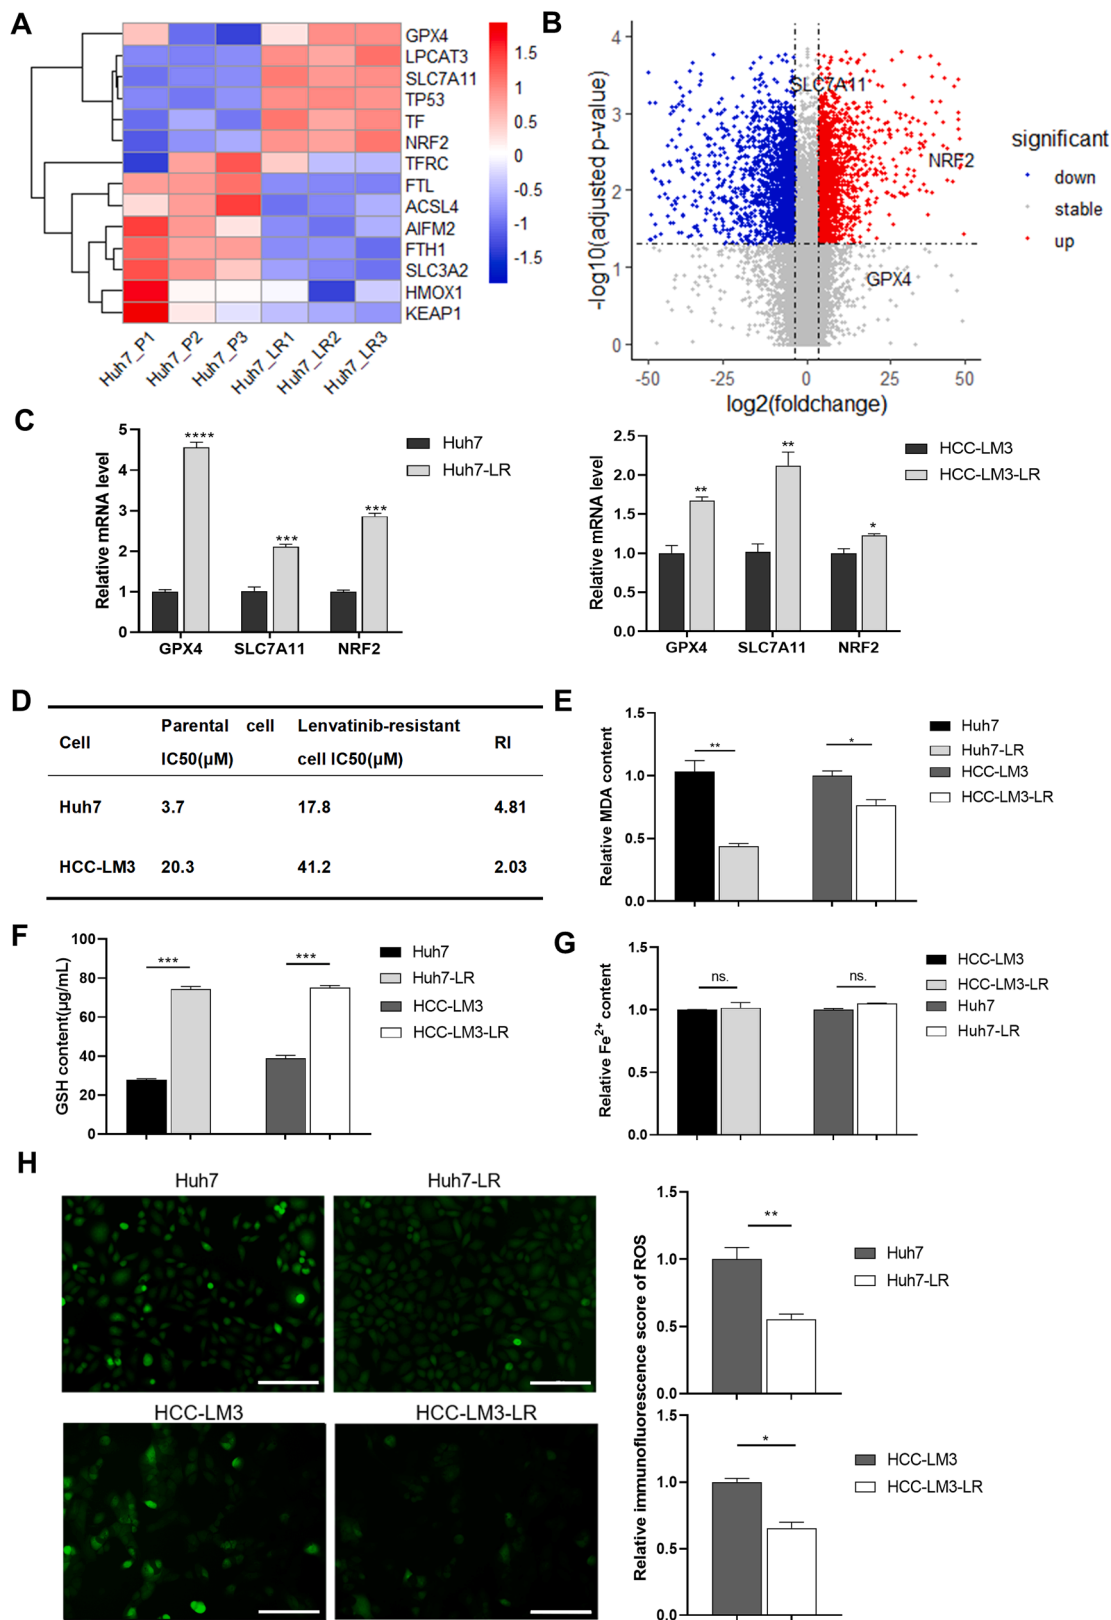 A
GPX4
LPCAT3
SLC7A11
TP53
TF
NRF2
TFRC
FTL
ACSL4
AIFM2
FTH1
SLC3A2
HMOX1
KEAP1
1.5
1
0.5
0
-0.5
-1
-1.5
Huh7_P1
Huh7_P2
Huh7_P3
Huh7_LR1
Huh7_LR2
Huh7_LR3
B
-log10(adjusted p-value)
4
3
2
1
0
SLC7A11
NRF2
GPX4
-50
-25
0
25
50
log2(foldchange)
significant
down
stable
up
C
Relative mRNA level
5
4
3
2
1
0
****
***
***
GPX4 SLC7A11 NRF2
Huh7
Huh7-LR
Relative mRNA level
2.5
2.0
1.5
1.0
0.5
0.0
**
**
*
GPX4 SLC7A11 NRF2
HCC-LM3
HCC-LM3-LR
D
Cell Parental cell IC50(μM) Lenvatinib-resistant cell IC50(μM) RI
Huh7 3.7 17.8 4.81
HCC-LM3 20.3 41.2 2.03
E
Relative MDA content
1.5
1.0
0.5
0.0
**
*
Huh7
Huh7-LR
HCC-LM3
HCC-LM3-LR
F
GSH content(μg/mL)
100
80
60
40
20
0
***
***
Huh7
Huh7-LR
HCC-LM3
HCC-LM3-LR
G
Relative Fe2+ content
1.5
1.0
0.5
0.0
ns.
ns.
HCC-LM3
HCC-LM3-LR
Huh7
Huh7-LR
H
Huh7
Huh7-LR
HCC-LM3
HCC-LM3-LR
Relative immunofluorescence score of ROS
1.5
1.0
0.5
0.0
**
Huh7
Huh7-LR
1.5
1.0
0.5
0.0
*
HCC-LM3
HCC-LM3-LR